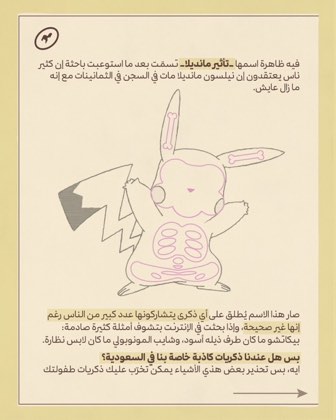 فيه ظاهرة اسمها "تأثير مانديلا" تسمّت بعد ما استوعبت باحثة إن كثير
ناس يعتقدون إن نيلسون مانديلا مات في السجن في الثمانينات مع إنه
ما زال عايش.
صار هذا الاسم يُطلق على أي ذكرى يتشاركونها عدد كبير من الناس رغم
إنها غير صحيحة، وإذا بحثت في الإنترنت بتشوف أمثلة كثيرة صادمة:
بيكاتشو ما كان طرف ذيله أسود، وشايب المونوبولي ما كان لابس نظارة.
بس هل عندنا ذكريات كاذبة خاصة بنا في السعودية؟
ايه، بس تحذير بعض هذي الأشياء يمكن تخرّب عليك ذكريات طفولتك